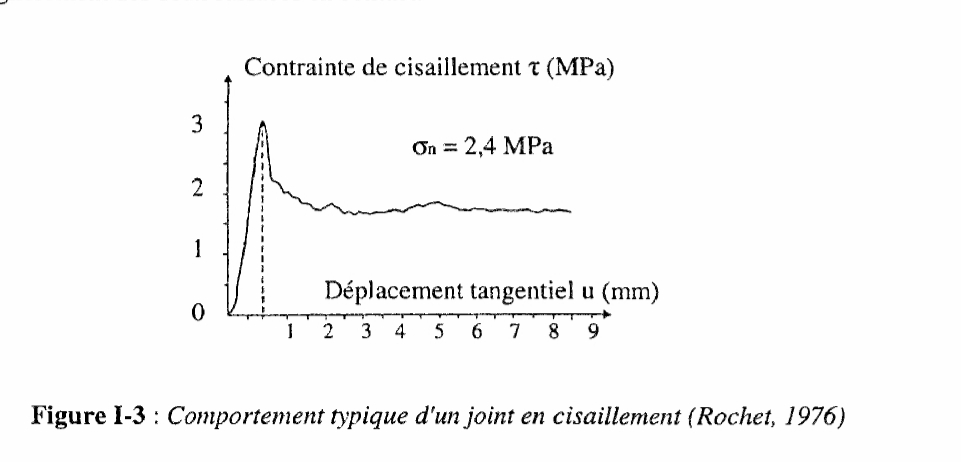 Contrainte de cisaillement τ (MPa)
3
σn = 2,4 MPa
2
1
Déplacement tangentiel u (mm)
0
1 2 3 4 5 6 7 8 9
Figure I-3 : Comportement typique d'un joint en cisaillement (Rochet, 1976)